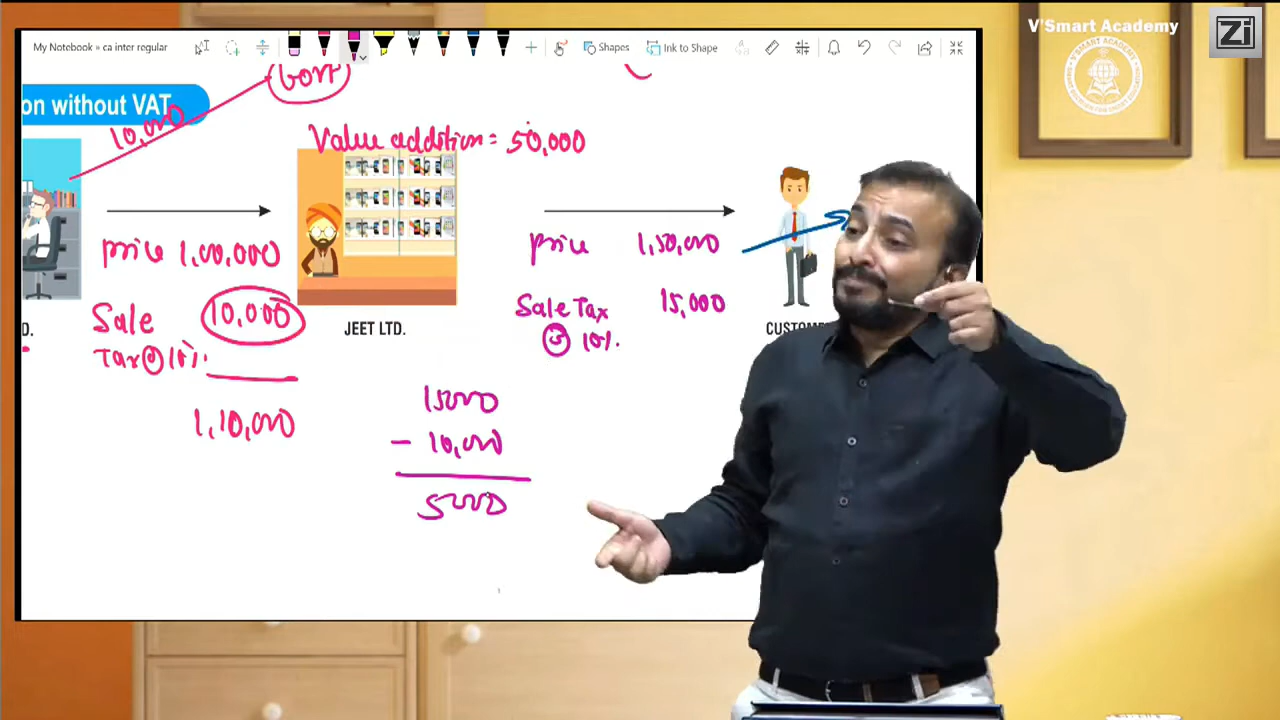 V'Smart Academy
Zi
My Notebook » ca inter regular
Shapes
Ink to Shape
Govt
on without VAT
10,000
Value addition = 50,000
Price 1,00,000
Price 1,50,000
Sale 10,000
Tax @ 10%.
Sale Tax 15,000
@ 10%.
D.
JEET LTD.
CUSTOME
1,10,000
15000
- 10,000
5000